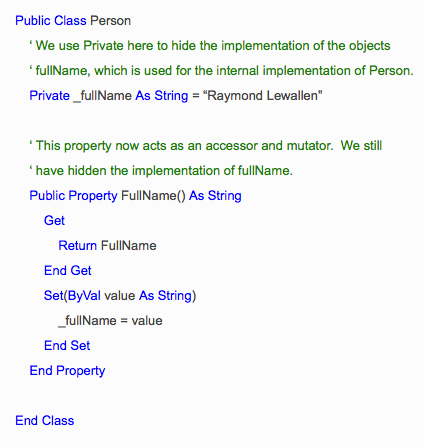 Public Class Person
‘ We use Private here to hide the implementation of the objects
‘ fullName, which is used for the internal implementation of Person.
Private _fullName As String = “Raymond Lewallen”
‘ This property now acts as an accessor and mutator.  We still
‘ have hidden the implementation of fullName.
Public Property FullName() As String
Get
Return FullName
End Get
Set(ByVal value As String)
_fullName = value
End Set
End Property
End Class